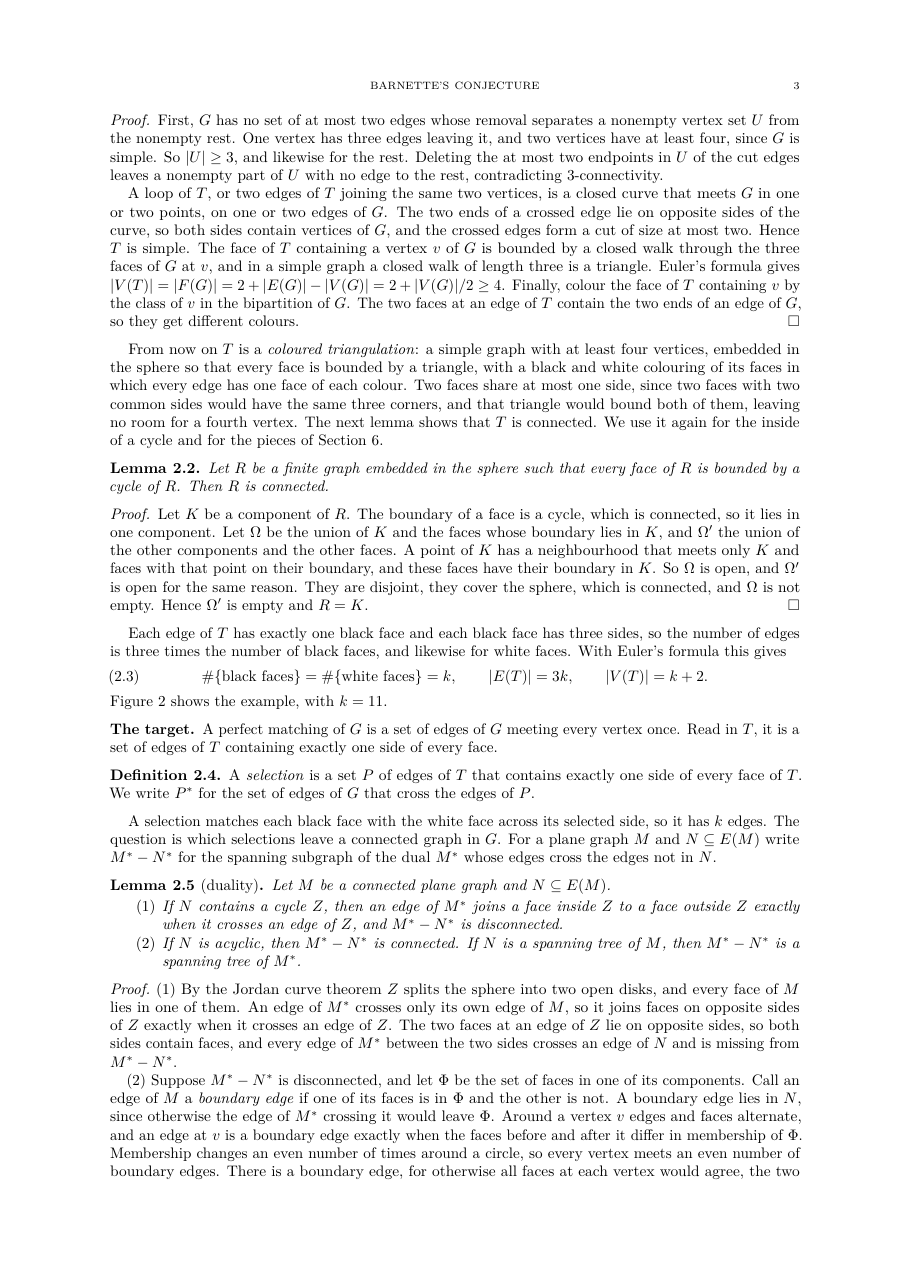 BARNETTE'S CONJECTURE 3
Proof. First, G has no set of at most two edges whose removal separates a nonempty vertex set U from
the nonempty rest. One vertex has three edges leaving it, and two vertices have at least four, since G is
simple. So |U| ≥ 3, and likewise for the rest. Deleting the at most two endpoints in U of the cut edges
leaves a nonempty part of U with no edge to the rest, contradicting 3-connectivity.
A loop of T, or two edges of T joining the same two vertices, is a closed curve that meets G in one
or two points, on one or two edges of G. The two ends of a crossed edge lie on opposite sides of the
curve, so both sides contain vertices of G, and the crossed edges form a cut of size at most two. Hence
T is simple. The face of T containing a vertex v of G is bounded by a closed walk through the three
faces of G at v, and in a simple graph a closed walk of length three is a triangle. Euler's formula gives
|V(T)| = |F(G)| = 2 + |E(G)| − |V(G)| = 2 + |V(G)|/2 ≥ 4. Finally, colour the face of T containing v by
the class of v in the bipartition of G. The two faces at an edge of T contain the two ends of an edge of G,
so they get different colours. □
From now on T is a coloured triangulation: a simple graph with at least four vertices, embedded in
the sphere so that every face is bounded by a triangle, with a black and white colouring of its faces in
which every edge has one face of each colour. Two faces share at most one side, since two faces with two
common sides would have the same three corners, and that triangle would bound both of them, leaving
no room for a fourth vertex. The next lemma shows that T is connected. We use it again for the inside
of a cycle and for the pieces of Section 6.
Lemma 2.2. Let R be a finite graph embedded in the sphere such that every face of R is bounded by a
cycle of R. Then R is connected.
Proof. Let K be a component of R. The boundary of a face is a cycle, which is connected, so it lies in
one component. Let Ω be the union of K and the faces whose boundary lies in K, and Ω′ the union of
the other components and the other faces. A point of K has a neighbourhood that meets only K and
faces with that point on their boundary, and these faces have their boundary in K. So Ω is open, and Ω′
is open for the same reason. They are disjoint, they cover the sphere, which is connected, and Ω is not
empty. Hence Ω′ is empty and R = K. □
Each edge of T has exactly one black face and each black face has three sides, so the number of edges
is three times the number of black faces, and likewise for white faces. With Euler's formula this gives
(2.3) #{black faces} = #{white faces} = k, |E(T)| = 3k, |V(T)| = k + 2.
Figure 2 shows the example, with k = 11.
The target. A perfect matching of G is a set of edges of G meeting every vertex once. Read in T, it is a
set of edges of T containing exactly one side of every face.
Definition 2.4. A selection is a set P of edges of T that contains exactly one side of every face of T.
We write P* for the set of edges of G that cross the edges of P.
A selection matches each black face with the white face across its selected side, so it has k edges. The
question is which selections leave a connected graph in G. For a plane graph M and N ⊆ E(M) write
M* − N* for the spanning subgraph of the dual M* whose edges cross the edges not in N.
Lemma 2.5 (duality). Let M be a connected plane graph and N ⊆ E(M).
(1) If N contains a cycle Z, then an edge of M* joins a face inside Z to a face outside Z exactly
when it crosses an edge of Z, and M* − N* is disconnected.
(2) If N is acyclic, then M* − N* is connected. If N is a spanning tree of M, then M* − N* is a
spanning tree of M*.
Proof. (1) By the Jordan curve theorem Z splits the sphere into two open disks, and every face of M
lies in one of them. An edge of M* crosses only its own edge of M, so it joins faces on opposite sides
of Z exactly when it crosses an edge of Z. The two faces at an edge of Z lie on opposite sides, so both
sides contain faces, and every edge of M* between the two sides crosses an edge of N and is missing from
M* − N*.
(2) Suppose M* − N* is disconnected, and let Φ be the set of faces in one of its components. Call an
edge of M a boundary edge if one of its faces is in Φ and the other is not. A boundary edge lies in N,
since otherwise the edge of M* crossing it would leave Φ. Around a vertex v edges and faces alternate,
and an edge at v is a boundary edge exactly when the faces before and after it differ in membership of Φ.
Membership changes an even number of times around a circle, so every vertex meets an even number of
boundary edges. There is a boundary edge, for otherwise all faces at each vertex would agree, the two